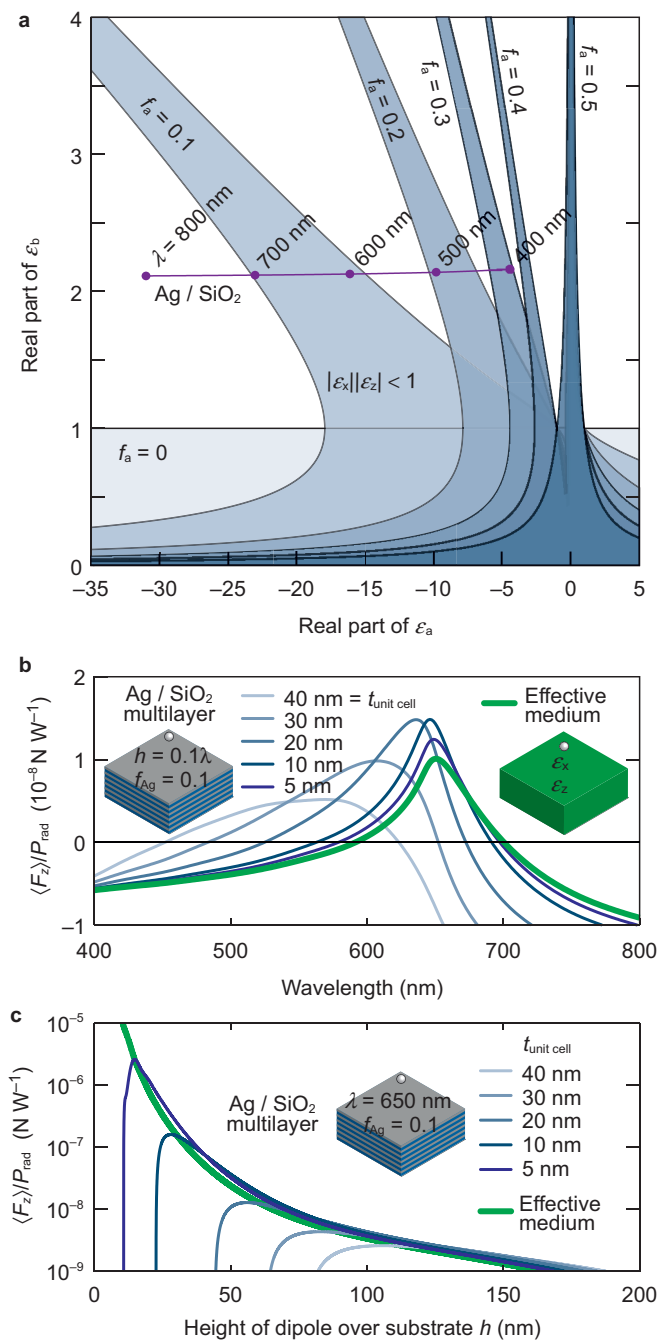 a
4
3
2
1
0
Real part of εb
fa = 0.1
fa = 0.2
fa = 0.3
fa = 0.4
fa = 0.5
λ = 800 nm
700 nm
600 nm
500 nm
400 nm
Ag / SiO2
|εx||εz| < 1
fa = 0
−35 −30 −25 −20 −15 −10 −5 0 5
Real part of εa
b
2
1
0
−1
⟨Fz⟩/Prad (10−8 N W−1)
Ag / SiO2
multilayer
h = 0.1λ
fAg = 0.1
40 nm = tunit cell
30 nm
20 nm
10 nm
5 nm
Effective
medium
εx
εz
400 500 600 700 800
Wavelength (nm)
c
10−5
10−6
10−7
10−8
10−9
⟨Fz⟩/Prad (N W−1)
Ag / SiO2
multilayer
λ = 650 nm
fAg = 0.1
tunit cell
40 nm
30 nm
20 nm
10 nm
5 nm
Effective
medium
0 50 100 150 200
Height of dipole over substrate h (nm)